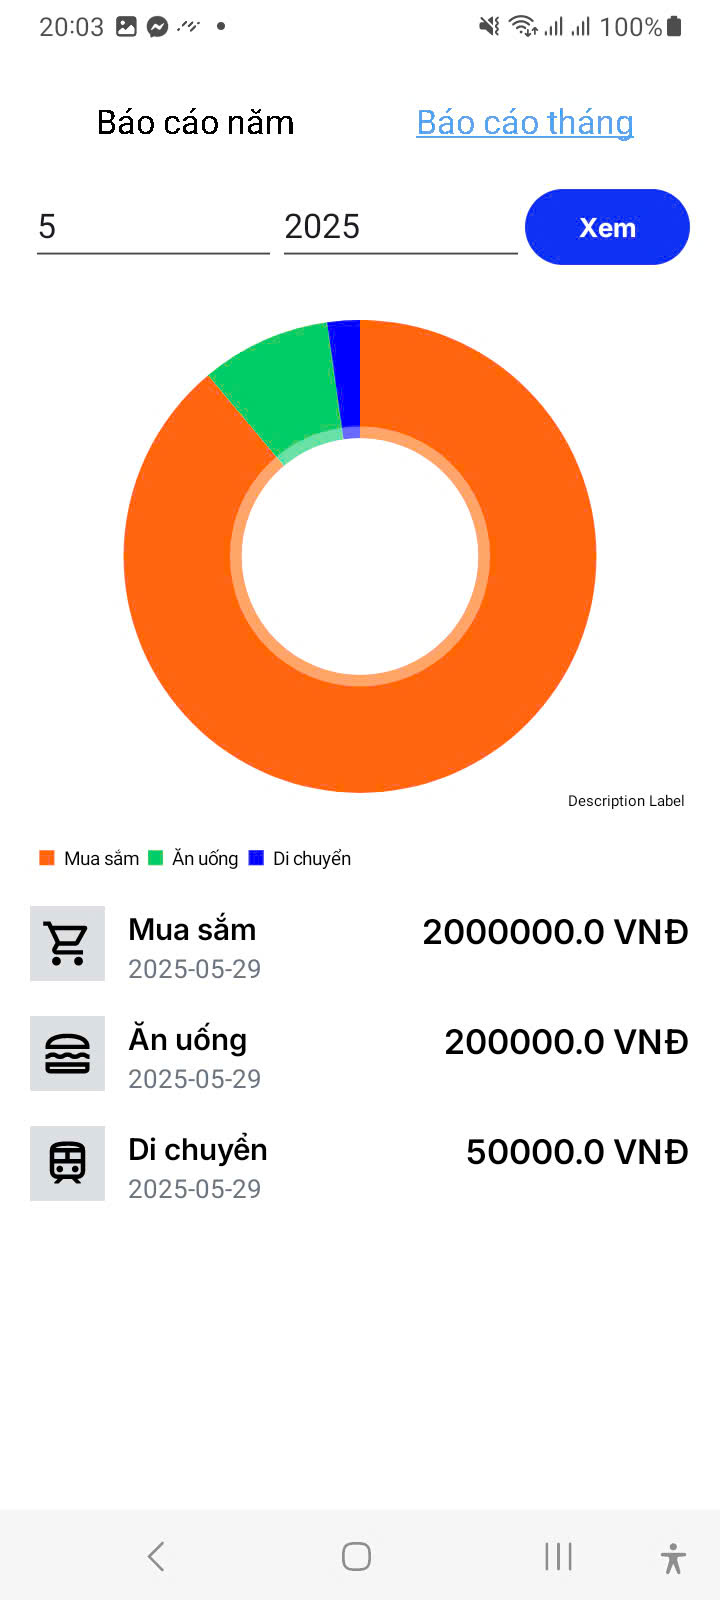 20:03 100%
Báo cáo năm Báo cáo tháng
5 2025 Xem
Description Label
Mua sắm Ăn uống Di chuyển
Mua sắm 2000000.0 VNĐ
2025-05-29
Ăn uống 200000.0 VNĐ
2025-05-29
Di chuyển 50000.0 VNĐ
2025-05-29